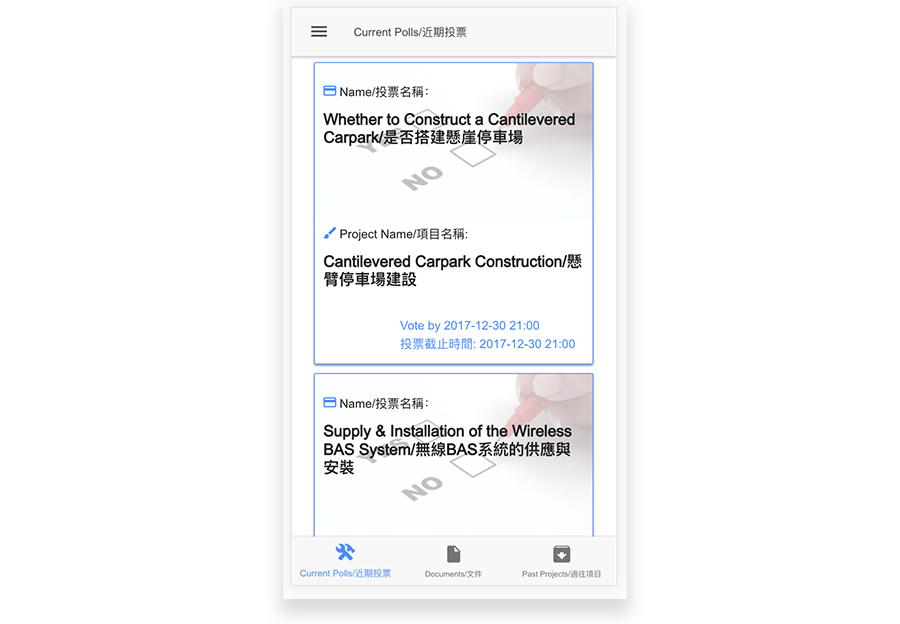 Current Polls/近期投票
Name/投票名稱:
Whether to Construct a Cantilevered
Carpark/是否搭建懸崖停車場
YES
NO
Project Name/項目名稱:
Cantilevered Carpark Construction/懸
臂停車場建設
Vote by 2017-12-30 21:00
投票截止時間: 2017-12-30 21:00
Name/投票名稱:
Supply & Installation of the Wireless
BAS System/無線BAS系統的供應與
安裝
YES
NO
Current Polls/近期投票
Documents/文件
Past Projects/過往項目